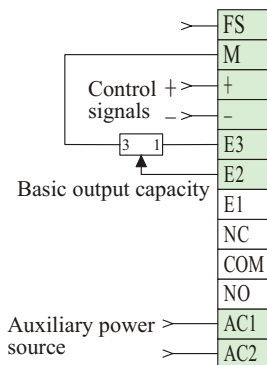 FS
M
Control
signals
+
+
−
−
3 1
E3
E2
Basic output capacity
E1
NC
COM
NO
Auxiliary power
source
AC1
AC2